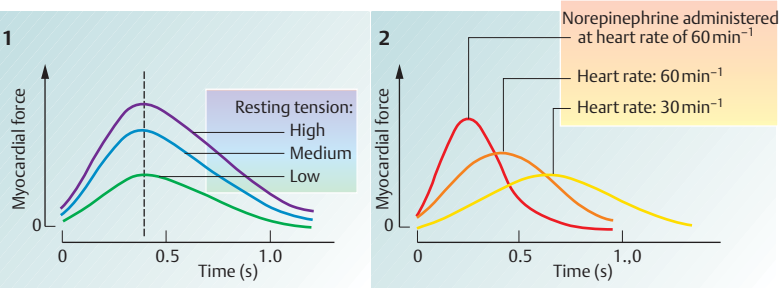 1
Myocardial force
0
Resting tension:
High
Medium
Low
0 0.5 1.0
Time (s)
2
Norepinephrine administered
at heart rate of 60 min⁻¹
Heart rate: 60 min⁻¹
Heart rate: 30 min⁻¹
Myocardial force
0
0 0.5 1.,0
Time (s)